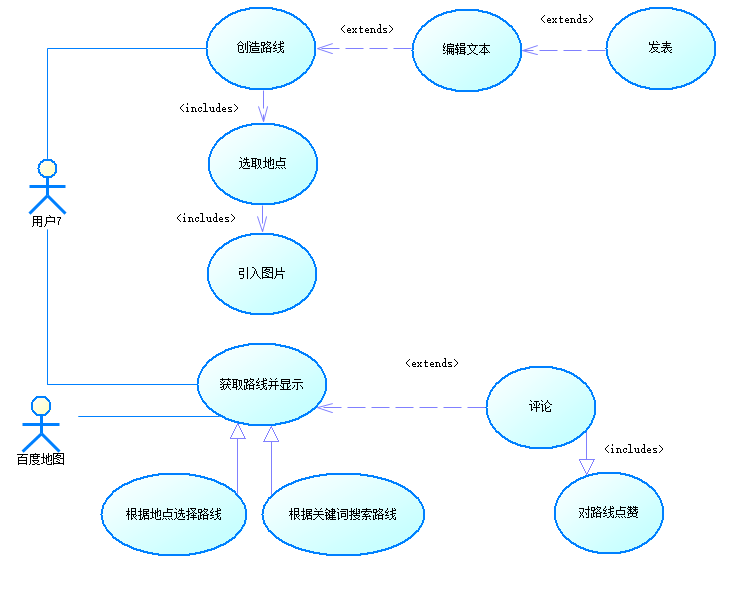 <extends>
<extends>
创造路线
编辑文本
发表
<includes>
选取地点
用户?
<includes>
引入图片
<extends>
获取路线并显示
评论
百度地图
<includes>
根据地点选择路线
根据关键词搜索路线
对路线点赞